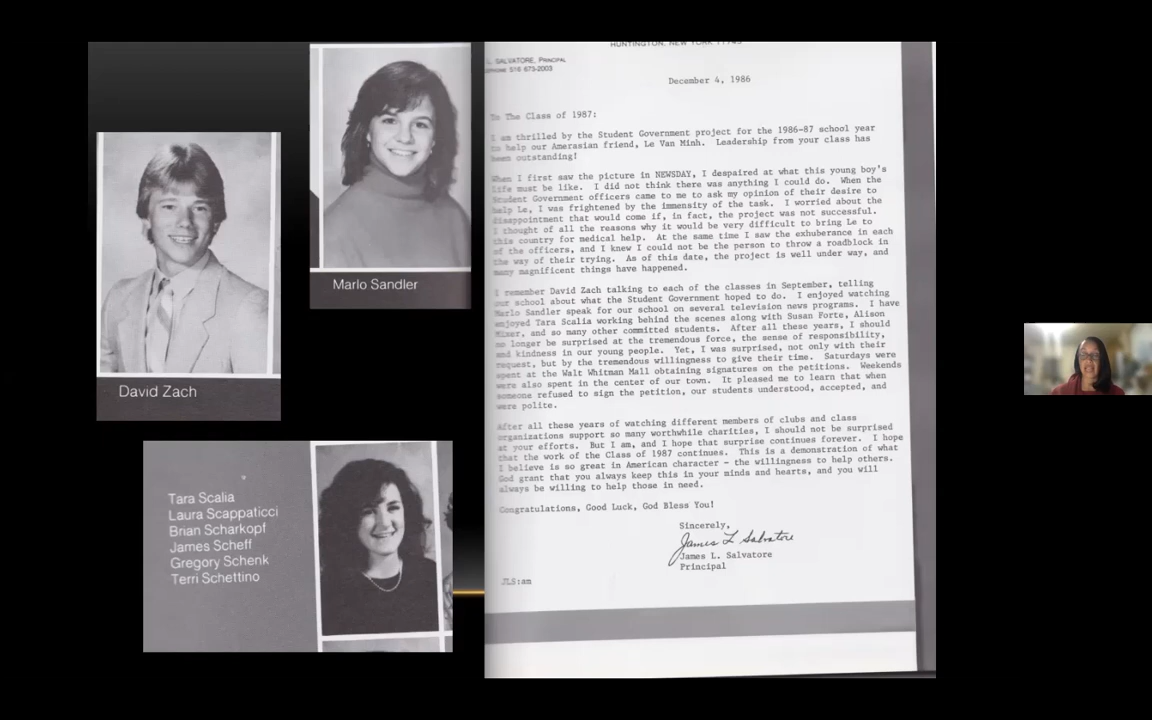 David Zach
Marlo Sandler
Tara Scalia
Laura Scappaticci
Brian Scharkopf
James Scheff
Gregory Schenk
Terri Schettino
HUNTINGTON, NEW YORK
L. SALVATORE, PRINCIPAL
516 673-2003
December 4, 1986
To The Class of 1987:
I am thrilled by the Student Government project for the 1986-87 school year
to help our Amerasian friend, Le Van Minh. Leadership from your class has
been outstanding!
When I first saw the picture in NEWSDAY, I despaired at what this young boy's
life must be like. I did not think there was anything I could do. When the
Student Government officers came to me to ask my opinion of their desire to
help Le, I was frightened by the immensity of the task. I worried about the
disappointment that would come if, in fact, the project was not successful.
I thought of all the reasons why it would be very difficult to bring Le to
this country for medical help. At the same time I saw the exhuberance in each
of the officers, and I knew I could not be the person to throw a roadblock in
the way of their trying. As of this date, the project is well under way, and
many magnificent things have happened.
I remember David Zach talking to each of the classes in September, telling
our school about what the Student Government hoped to do. I enjoyed watching
Marlo Sandler speak for our school on several television news programs. I have
enjoyed Tara Scalia working behind the scenes along with Susan Forte, Alison
and so many other committed students. After all these years, I should
no longer be surprised at the tremendous force, the sense of responsibility,
and kindness in our young people. Yet, I was surprised, not only with their
request, but by the tremendous willingness to give their time. Saturdays were
spent at the Walt Whitman Mall obtaining signatures on the petitions. Weekends
were also spent in the center of our town. It pleased me to learn that when
someone refused to sign the petition, our students understood, accepted, and
were polite.
After all these years of watching different members of clubs and class
organizations support so many worthwhile charities, I should not be surprised
at your efforts. But I am, and I hope that surprise continues forever. I hope
that the work of the Class of 1987 continues. This is a demonstration of what
I believe is so great in American character - the willingness to help others.
God grant that you always keep this in your minds and hearts, and you will
always be willing to help those in need.
Congratulations, Good Luck, God Bless You!
Sincerely,
James L Salvatore
James L. Salvatore
Principal
JLS:am